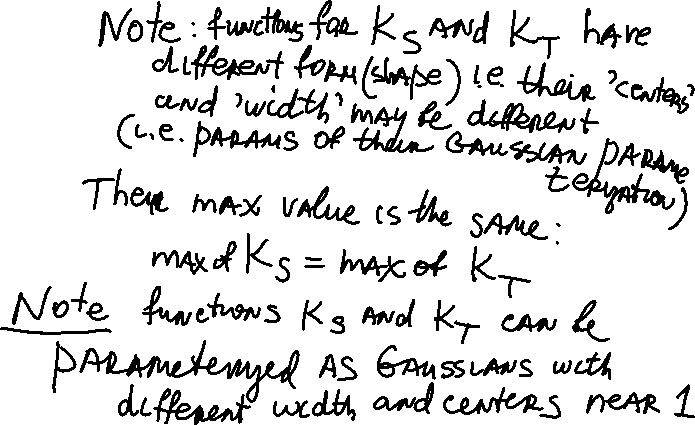 Note: functions for K_S AND K_T have
different form (shape) i.e. their 'centers'
and 'width' may be different
(i.e. PARAMS of their GAUSSIAN PARAME
terization)
Their max value is the same:
max of K_S = max of K_T
Note functions K_S AND K_T CAN be
PARAMeterized AS GAUSSIANS with
different width and centers near 1